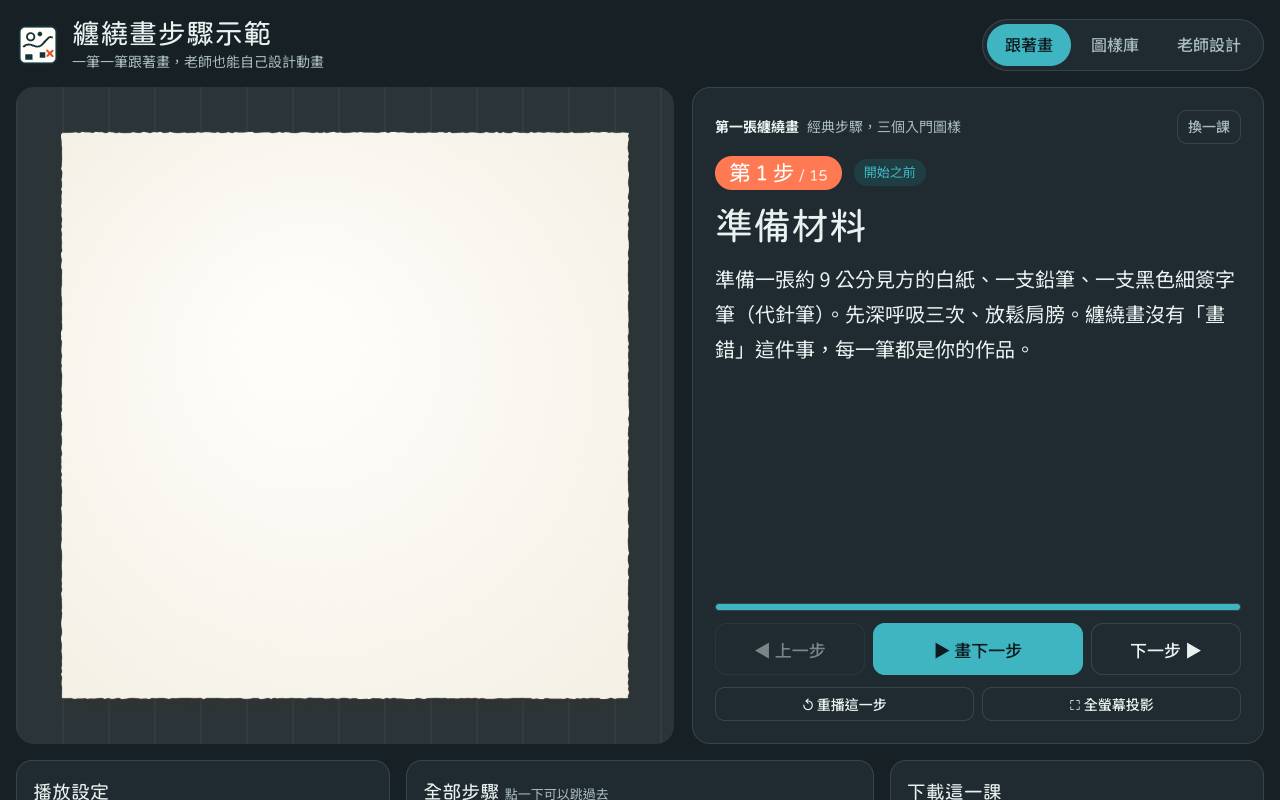 纏繞畫步驟示範
一筆一筆跟著畫，老師也能自己設計動畫
跟著畫
圖樣庫
老師設計
第一張纏繞畫 經典步驟，三個入門圖樣
換一課
第 1 步 / 15
開始之前
準備材料
準備一張約 9 公分見方的白紙、一支鉛筆、一支黑色細簽字
筆（代針筆）。先深呼吸三次、放鬆肩膀。纏繞畫沒有「畫
錯」這件事，每一筆都是你的作品。
◀ 上一步
▶ 畫下一步
下一步 ▶
↺ 重播這一步
⛶ 全螢幕投影
播放設定
全部步驟 點一下可以跳過去
下載這一課